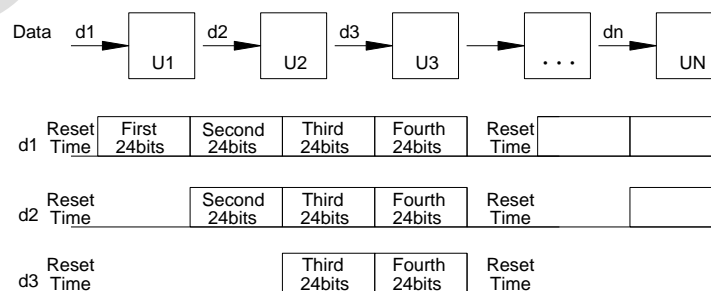 Data d1 d2 d3 dn
U1 U2 U3 ... UN
Reset First Second Third Fourth Reset
d1 Time 24bits 24bits 24bits 24bits Time
Reset Second Third Fourth Reset
d2 Time 24bits 24bits 24bits Time
Reset Third Fourth Reset
d3 Time 24bits 24bits Time